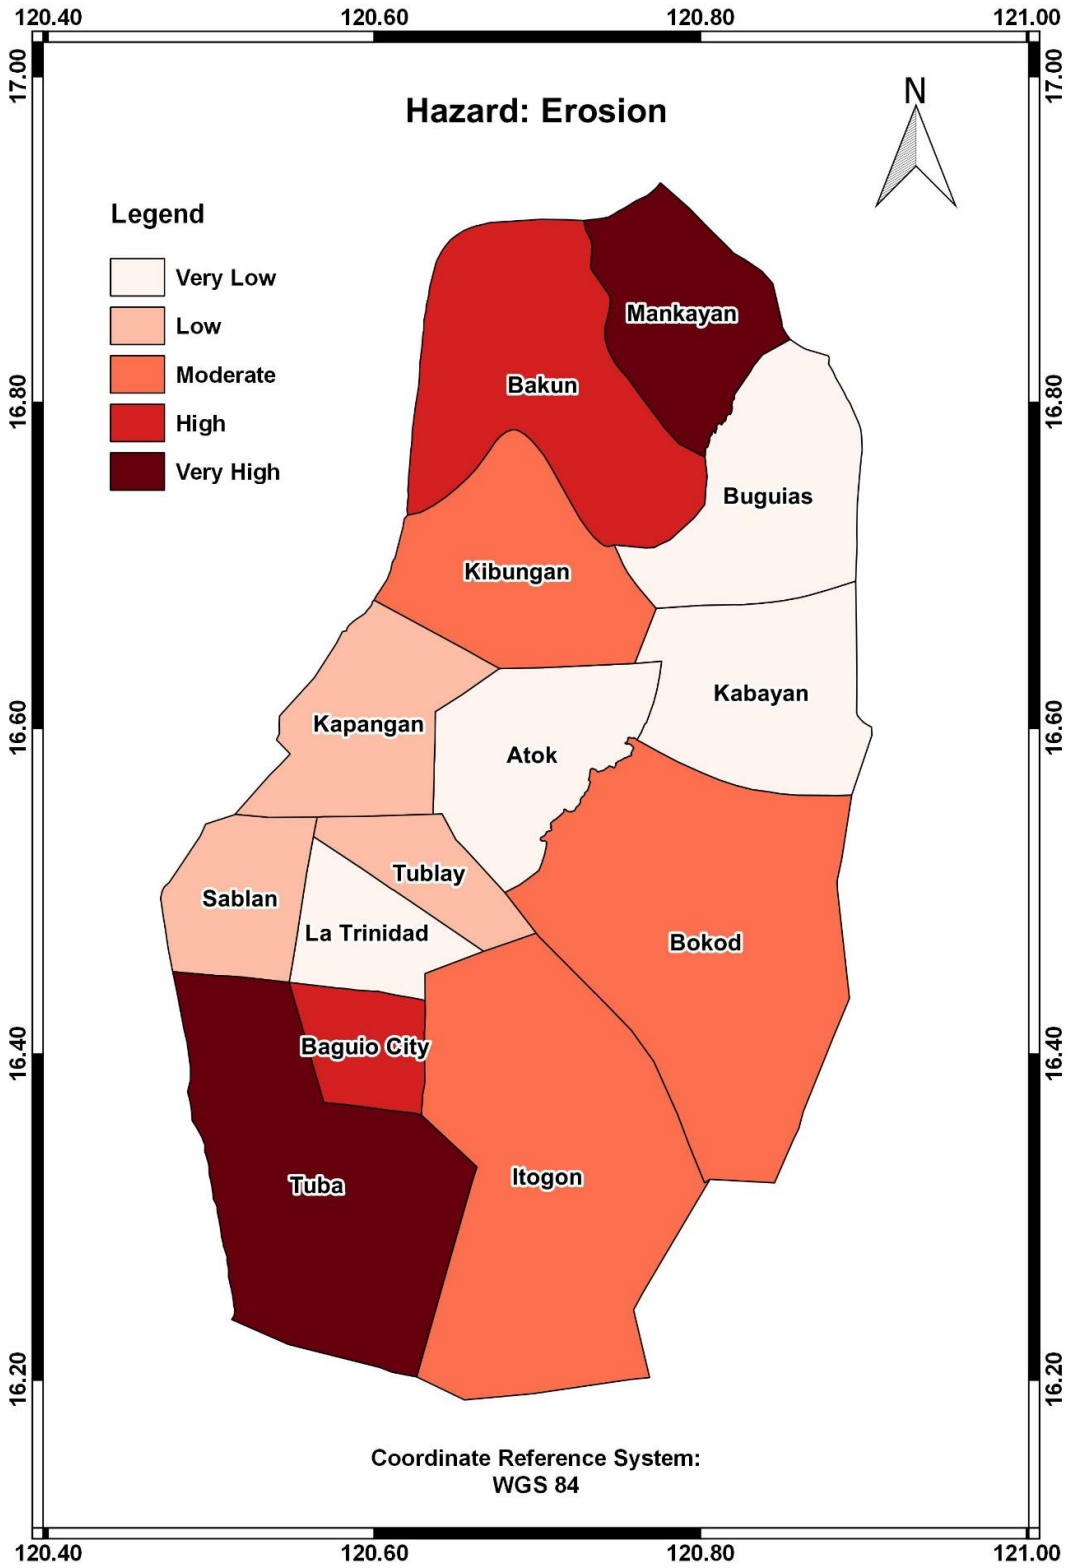 120.40 120.60 120.80 121.00
17.00 17.00
N
Hazard: Erosion
Legend
Very Low
Low
Moderate
High
Very High
Mankayan
Bakun
16.80 16.80
Buguias
Kibungan
Kabayan
Kapangan
16.60 16.60
Atok
Tublay
Sablan
La Trinidad
Bokod
Baguio City
16.40 16.40
Itogon
Tuba
16.20 16.20
Coordinate Reference System:
WGS 84
120.40 120.60 120.80 121.00